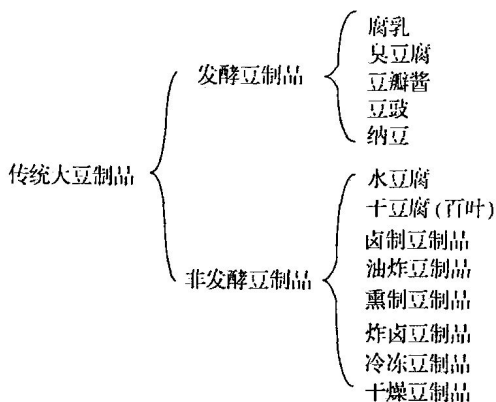 腐乳
臭豆腐
发酵豆制品
豆瓣酱
豆豉
纳豆
传统大豆制品
水豆腐
干豆腐(百叶)
卤制豆制品
油炸豆制品
非发酵豆制品
熏制豆制品
炸卤豆制品
冷冻豆制品
干燥豆制品